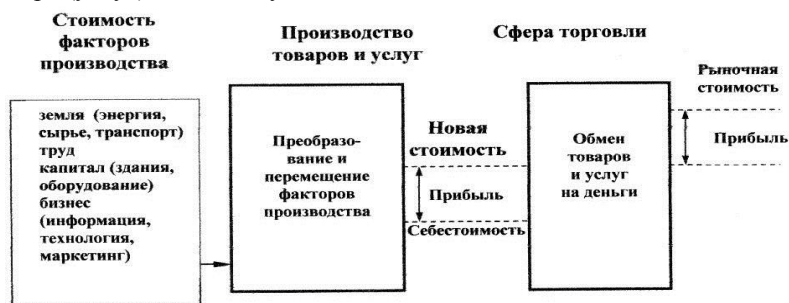 Стоимость
факторов
производства
Производство
товаров и услуг
Сфера торговли
Рыночная
стоимость
земля (энергия,
сырье, транспорт)
труд
капитал (здания,
оборудование)
бизнес
(информация,
технология,
маркетинг)
Преобразо-
вание и
перемещение
факторов
производства
Новая
стоимость
Прибыль
Себестоимость
Обмен
товаров
и услуг
на деньги
Прибыль